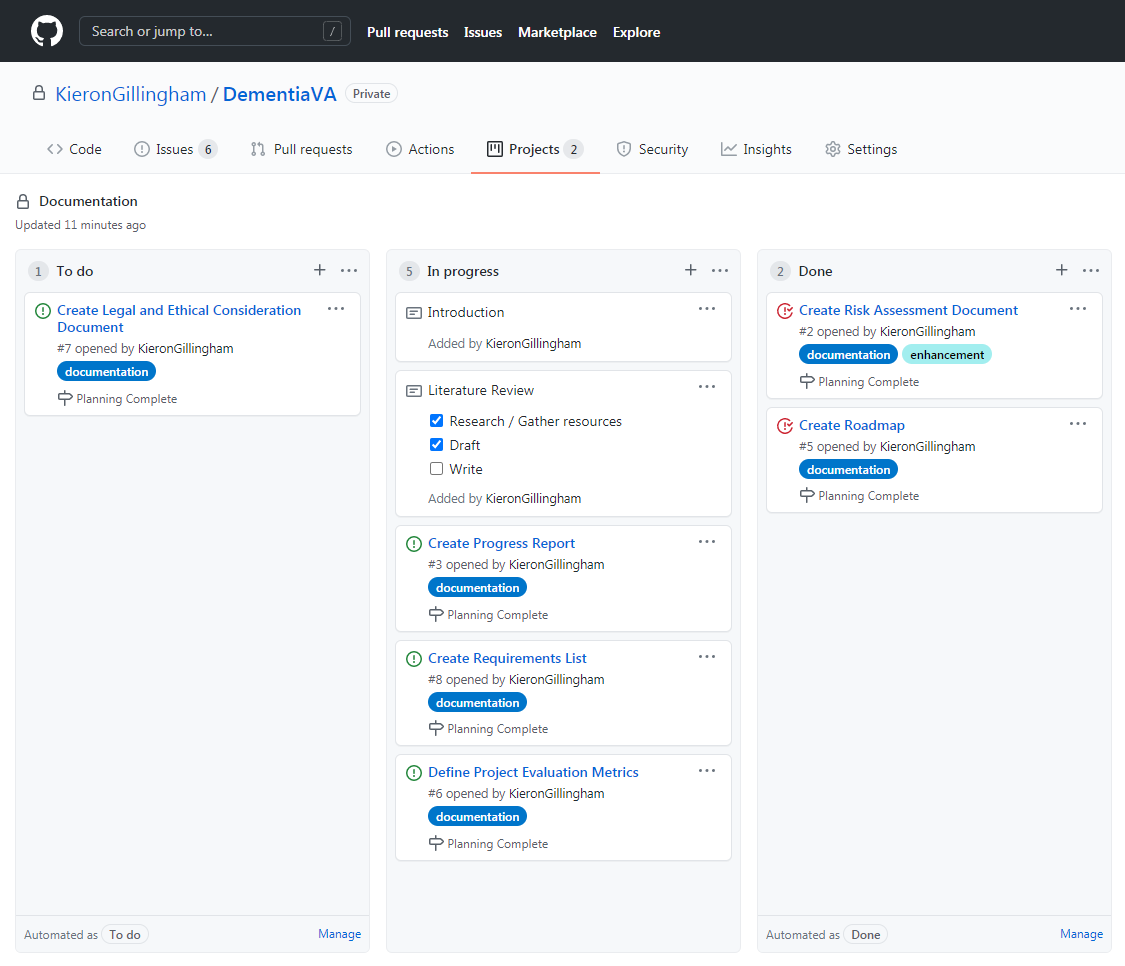 Search or jump to... /
Pull requests Issues Marketplace Explore
KieronGillingham / DementiaVA Private
Code Issues 6 Pull requests Actions Projects 2 Security Insights Settings
Documentation
Updated 11 minutes ago
1 To do
Create Legal and Ethical Consideration
Document
#7 opened by KieronGillingham
documentation
Planning Complete
Automated as To do Manage
5 In progress
Introduction
Added by KieronGillingham
Literature Review
Research / Gather resources
Draft
Write
Added by KieronGillingham
Create Progress Report
#3 opened by KieronGillingham
documentation
Planning Complete
Create Requirements List
#8 opened by KieronGillingham
documentation
Planning Complete
Define Project Evaluation Metrics
#6 opened by KieronGillingham
documentation
Planning Complete
2 Done
Create Risk Assessment Document
#2 opened by KieronGillingham
documentation enhancement
Planning Complete
Create Roadmap
#5 opened by KieronGillingham
documentation
Planning Complete
Automated as Done Manage